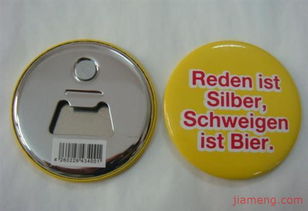 Reden ist
Silber,
Schweigen
ist Bier.
jiameng.com